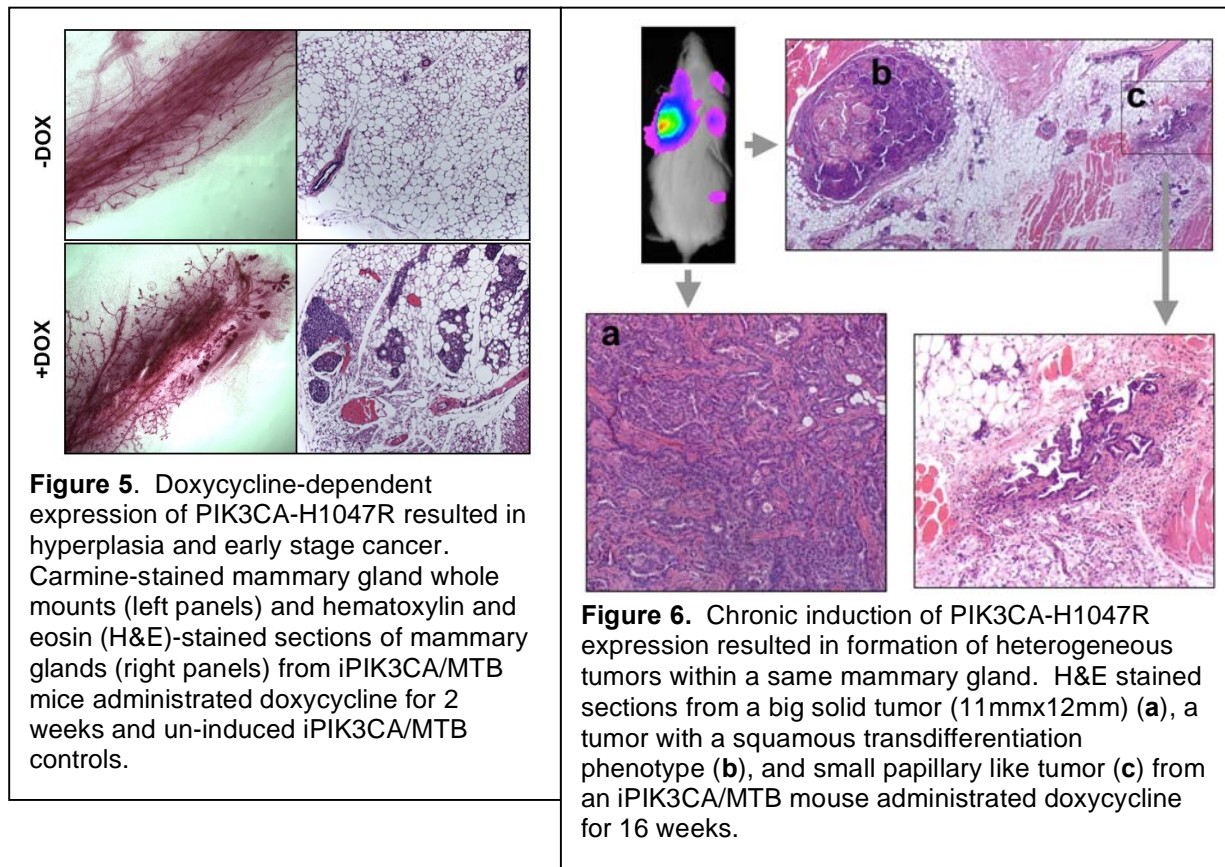 -DOX
+DOX
Figure 5. Doxycycline-dependent
expression of PIK3CA-H1047R resulted in
hyperplasia and early stage cancer.
Carmine-stained mammary gland whole
mounts (left panels) and hematoxylin and
eosin (H&E)-stained sections of mammary
glands (right panels) from iPIK3CA/MTB
mice administrated doxycycline for 2
weeks and un-induced iPIK3CA/MTB
controls.
b
c
a
Figure 6. Chronic induction of PIK3CA-H1047R
expression resulted in formation of heterogeneous
tumors within a same mammary gland. H&E stained
sections from a big solid tumor (11mmx12mm) (a), a
tumor with a squamous transdifferentiation
phenotype (b), and small papillary like tumor (c) from
an iPIK3CA/MTB mouse administrated doxycycline
for 16 weeks.